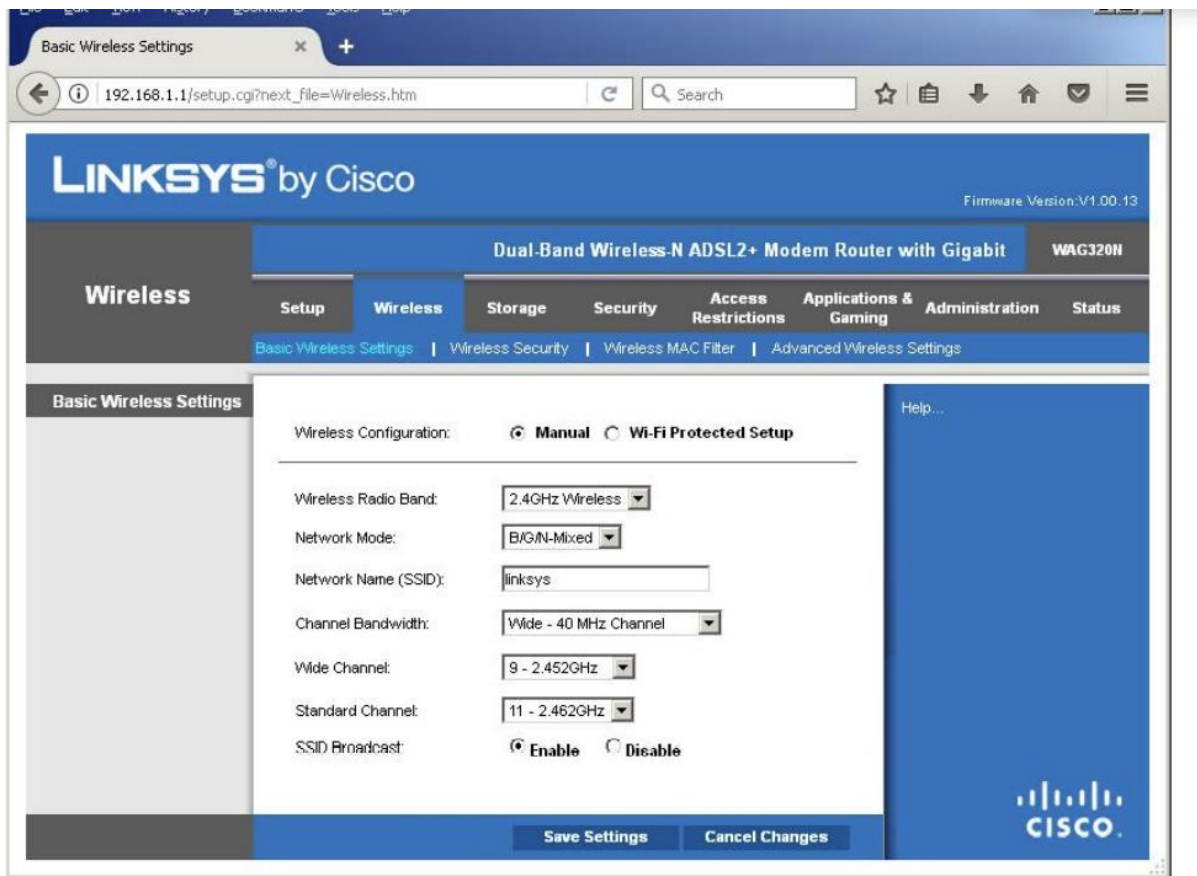 Basic Wireless Settings
192.168.1.1/setup.cgi?next_file=Wireless.htm
Search
LINKSYS® by Cisco
Firmware Version:V1.00.13
Dual-Band Wireless-N ADSL2+ Modem Router with Gigabit WAG320N
Wireless
Setup Wireless Storage Security Access Restrictions Applications & Gaming Administration Status
Basic Wireless Settings | Wireless Security | Wireless MAC Filter | Advanced Wireless Settings
Basic Wireless Settings
Help...
Wireless Configuration: Manual Wi-Fi Protected Setup
Wireless Radio Band: 2.4GHz Wireless
Network Mode: B/G/N-Mixed
Network Name (SSID): linksys
Channel Bandwidth: Wide - 40 MHz Channel
Wide Channel: 9 - 2.452GHz
Standard Channel: 11 - 2.462GHz
SSID Broadcast: Enable Disable
CISCO.
Save Settings Cancel Changes